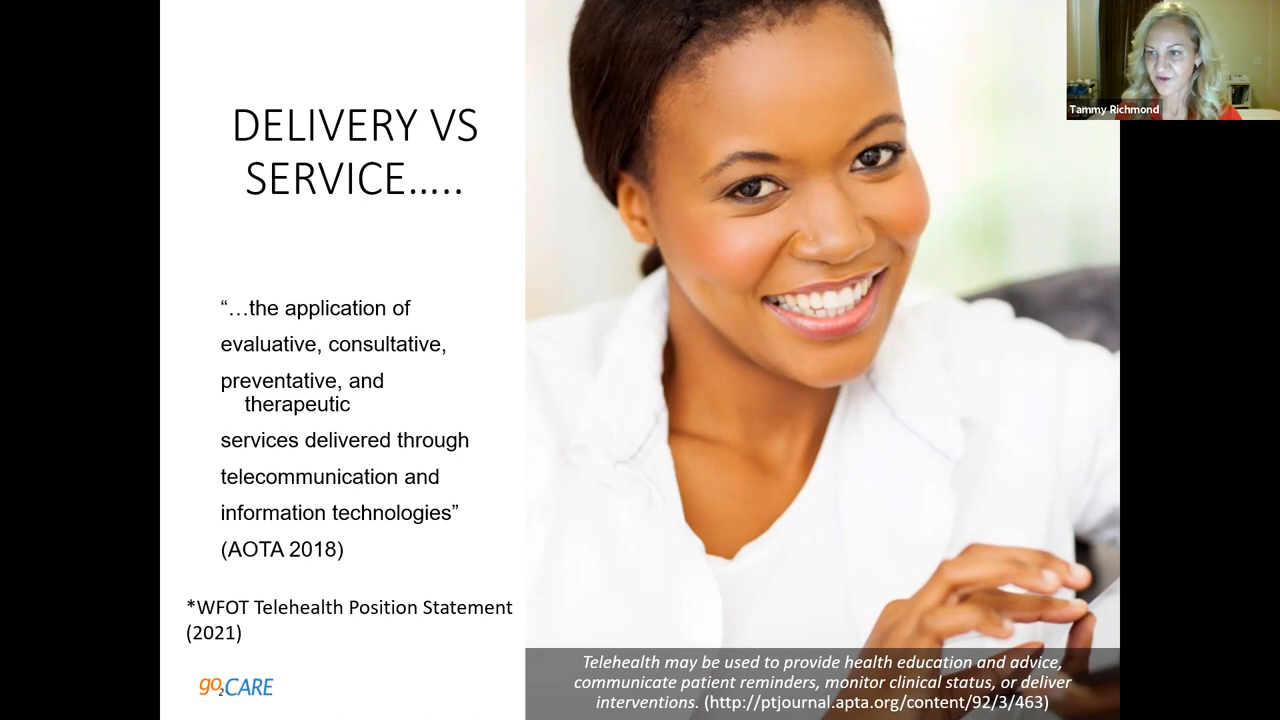 DELIVERY VS
SERVICE.....
“…the application of
evaluative, consultative,
preventative, and
therapeutic
services delivered through
telecommunication and
information technologies”
(AOTA 2018)
*WFOT Telehealth Position Statement
(2021)
go2CARE
Tammy Richmond
Telehealth may be used to provide health education and advice,
communicate patient reminders, monitor clinical status, or deliver
interventions. (http://ptjournal.apta.org/content/92/3/463)